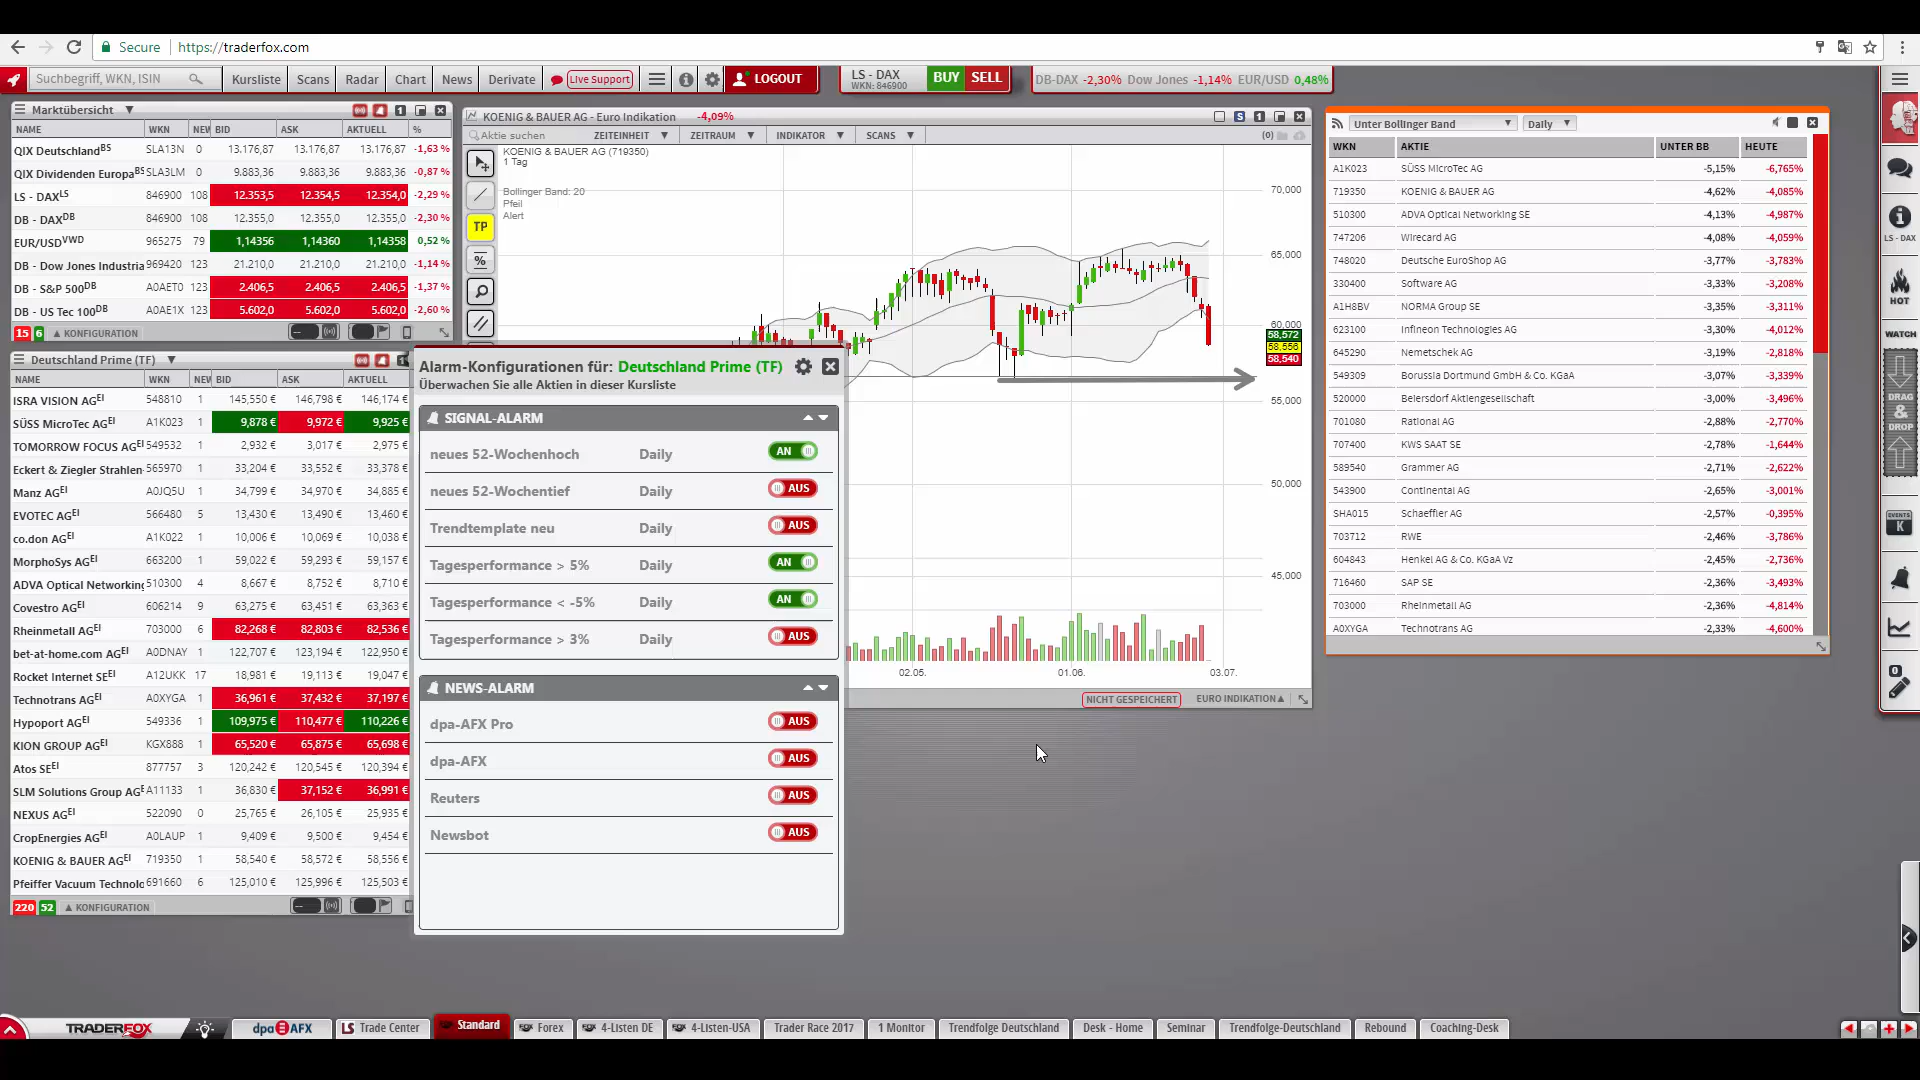 Secure https://traderfox.com
Suchbegriff, WKN, ISIN Kursliste Scans Radar Chart News Derivate Live Support LOGOUT
LS - DAX
WKN: 846900
BUY SELL
DB-DAX -2,30% Dow Jones -1,14% EUR/USD 0,48%
Marktübersicht 1
NAME WKN NEW BID ASK AKTUELL %
QIX Deutschland BS SLA13N 0 13.176,87 13.176,87 13.176,87 -1,63 %
QIX Dividenden Europa BS SLA3LM 0 9.883,36 9.883,36 9.883,36 -0,87 %
LS - DAX LS 846900 108 12.353,5 12.354,5 12.354,0 -2,29 %
DB - DAX DB 846900 108 12.355,0 12.355,0 12.355,0 -2,30 %
EUR/USD VWD 965275 79 1,14356 1,14360 1,14358 0,52 %
DB - Dow Jones Industria 969420 123 21.210,0 21.210,0 21.210,0 -1,14 %
DB - S&P 500 DB A0AET0 123 2.406,5 2.406,5 2.406,5 -1,37 %
DB - US Tec 100 DB A0AE1X 123 5.602,0 5.602,0 5.602,0 -2,60 %
15 6 KONFIGURATION
Deutschland Prime (TF)
NAME WKN NEW BID ASK AKTUELL
ISRA VISION AG EI 548810 1 145,550 € 146,798 € 146,174 €
SÜSS MicroTec AG EI A1K023 1 9,878 € 9,972 € 9,925 €
TOMORROW FOCUS AG EI 549532 1 2,932 € 3,017 € 2,975 €
Eckert & Ziegler Strahlen- 565970 1 33,204 € 33,552 € 33,378 €
Manz AG EI A0JQ5U 1 34,799 € 34,970 € 34,885 €
EVOTEC AG EI 566480 5 13,430 € 13,490 € 13,460 €
co.don AG EI A1K022 1 10,006 € 10,069 € 10,038 €
MorphoSys AG EI 663200 1 59,022 € 59,293 € 59,157 €
ADVA Optical Networking 510300 4 8,667 € 8,752 € 8,710 €
Covestro AG EI 606214 9 63,275 € 63,451 € 63,363 €
Rheinmetall AG EI 703000 6 82,268 € 82,803 € 82,536 €
bet-at-home.com AG EI A0DNAY 1 122,707 € 123,194 € 122,950 €
Rocket Internet SE EI A12UKK 17 18,981 € 19,113 € 19,047 €
Technotrans AG EI A0XYGA 1 36,961 € 37,432 € 37,197 €
Hypoport AG EI 549336 1 109,975 € 110,477 € 110,226 €
KION GROUP AG EI KGX888 1 65,520 € 65,875 € 65,698 €
Atos SE EI 877757 3 120,242 € 120,545 € 120,394 €
SLM Solutions Group AG A11133 1 36,830 € 37,152 € 36,991 €
NEXUS AG EI 522090 0 25,765 € 26,105 € 25,935 €
CropEnergies AG EI A0LAUP 1 9,409 € 9,500 € 9,454 €
KOENIG & BAUER AG EI 719350 1 58,540 € 58,572 € 58,556 €
Pfeiffer Vacuum Technolo 691660 6 125,010 € 125,996 € 125,503 €
220 52 KONFIGURATION
KOENIG & BAUER AG - Euro Indikation -4,09% S 1
Aktie suchen ZEITEINHEIT ZEITRAUM INDIKATOR SCANS (0)
KOENIG & BAUER AG (719350)
1 Tag
Bollinger Band: 20
Pfeil
Alert
TP
%
70,000
65,000
60,000
58,572
58,556
58,540
55,000
50,000
45,000
02.05. 01.06. 03.07.
NICHT GESPEICHERT EURO INDIKATION
Alarm-Konfigurationen für: Deutschland Prime (TF)
Überwachen Sie alle Aktien in dieser Kursliste
SIGNAL-ALARM
neues 52-Wochenhoch Daily AN
neues 52-Wochentief Daily AUS
Trendtemplate neu Daily AUS
Tagesperformance > 5% Daily AN
Tagesperformance < -5% Daily AN
Tagesperformance > 3% Daily AUS
NEWS-ALARM
dpa-AFX Pro AUS
dpa-AFX AUS
Reuters AUS
Newsbot AUS
Unter Bollinger Band Daily
WKN AKTIE UNTER BB HEUTE
A1K023 SÜSS MicroTec AG -5,15% -6,765%
719350 KOENIG & BAUER AG -4,62% -4,085%
510300 ADVA Optical Networking SE -4,13% -4,987%
747206 Wirecard AG -4,08% -4,059%
748020 Deutsche EuroShop AG -3,77% -3,783%
330400 Software AG -3,33% -3,208%
A1H8BV NORMA Group SE -3,35% -3,311%
623100 Infineon Technologies AG -3,30% -4,012%
645290 Nemetschek AG -3,19% -2,818%
549309 Borussia Dortmund GmbH & Co. KGaA -3,07% -3,339%
520000 Beiersdorf Aktiengesellschaft -3,00% -3,496%
701080 Rational AG -2,88% -2,770%
707400 KWS SAAT SE -2,78% -1,644%
589540 Grammer AG -2,71% -2,622%
543900 Continental AG -2,65% -3,001%
SHA015 Schaeffler AG -2,57% -0,395%
703712 RWE -2,46% -3,786%
604843 Henkel AG & Co. KGaA Vz -2,45% -2,736%
716460 SAP SE -2,36% -3,493%
703000 Rheinmetall AG -2,36% -4,814%
A0XYGA Technotrans AG -2,33% -4,600%
LS - DAX
HOT
WATCH
DRAG
&
DROP
EVENTS
K
0
TRADERFOX dpa AFX LS Trade Center Standard Forex 4-Listen DE 4-Listen-USA Trader Race 2017 1 Monitor Trendfolge Deutschland Desk - Home Seminar Trendfolge-Deutschland Rebound Coaching-Desk